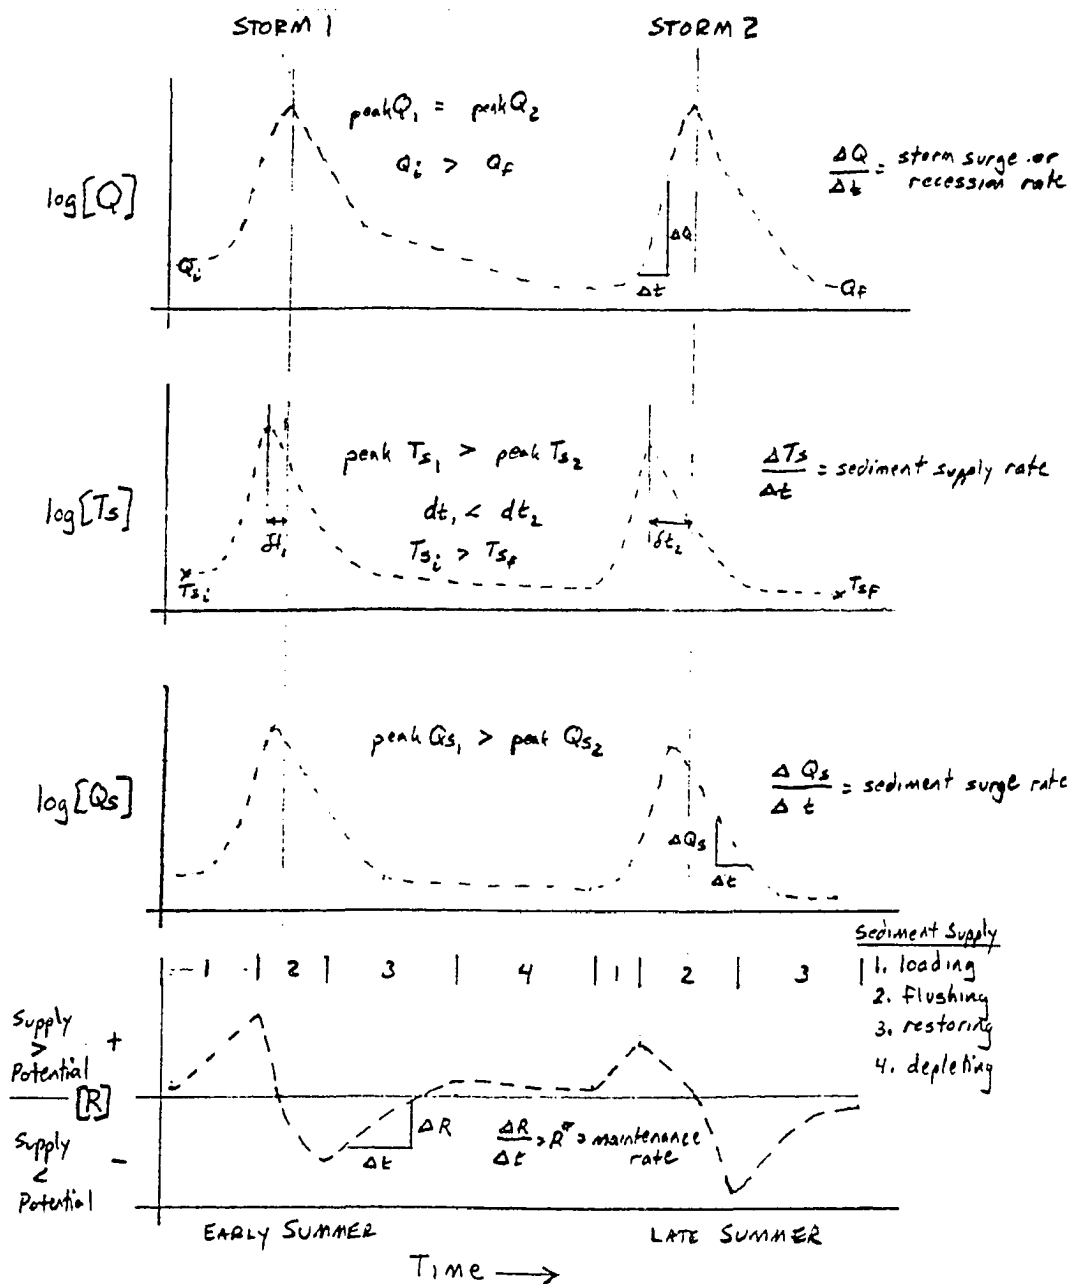 STORM 1 STORM 2
peak Q₁ = peak Q₂
Qᵢ > Q_f
ΔQ/Δt = storm surge or recession rate
log[Q]
Qᵢ
ΔQ
Δt
Q_f
peak Ts₁ > peak Ts₂
dt₁ < dt₂
Tsᵢ > Ts_f
ΔTs/Δt = sediment supply rate
log[Ts]
δt₁
δt₂
Tsᵢ
Ts_f
peak Qs₁ > peak Qs₂
ΔQs/Δt = sediment surge rate
log[Qs]
ΔQs
Δt
Sediment Supply
1. loading
2. flushing
3. restoring
4. depleting
1 | 2 | 3 | 4 | 1 | 2 | 3
Supply
>
Potential
+
[R]
Supply
<
Potential
-
ΔR
Δt
ΔR/Δt = R* = maintenance rate
EARLY SUMMER LATE SUMMER
Time →